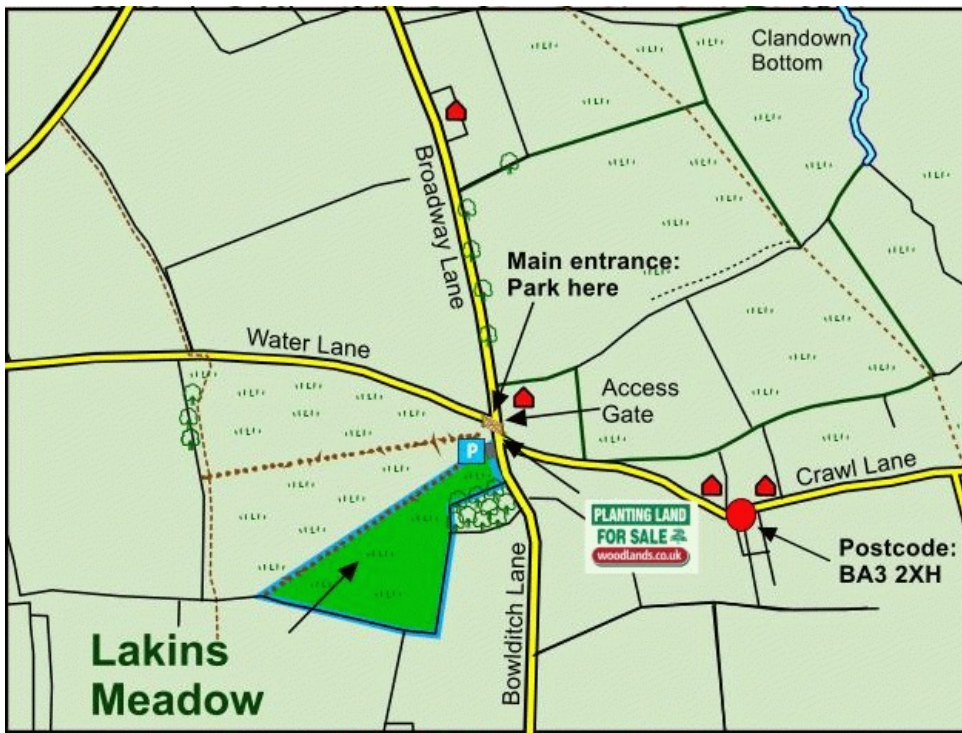 Clandown
Bottom
Broadway Lane
Main entrance:
Park here
Water Lane
Access
Gate
P
Crawl Lane
PLANTING LAND
FOR SALE
woodlands.co.uk
Postcode:
BA3 2XH
Bowlditch Lane
Lakins
Meadow